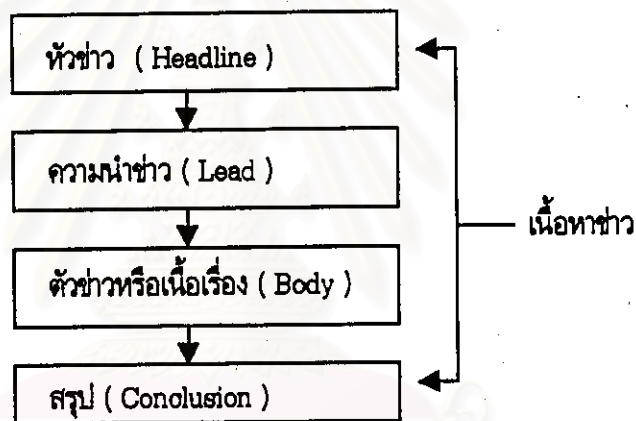 หัวข่าว ( Headline )
ความนำข่าว ( Lead )
เนื้อหาข่าว
ตัวข่าวหรือเนื้อเรื่อง ( Body )
สรุป ( Conclusion )